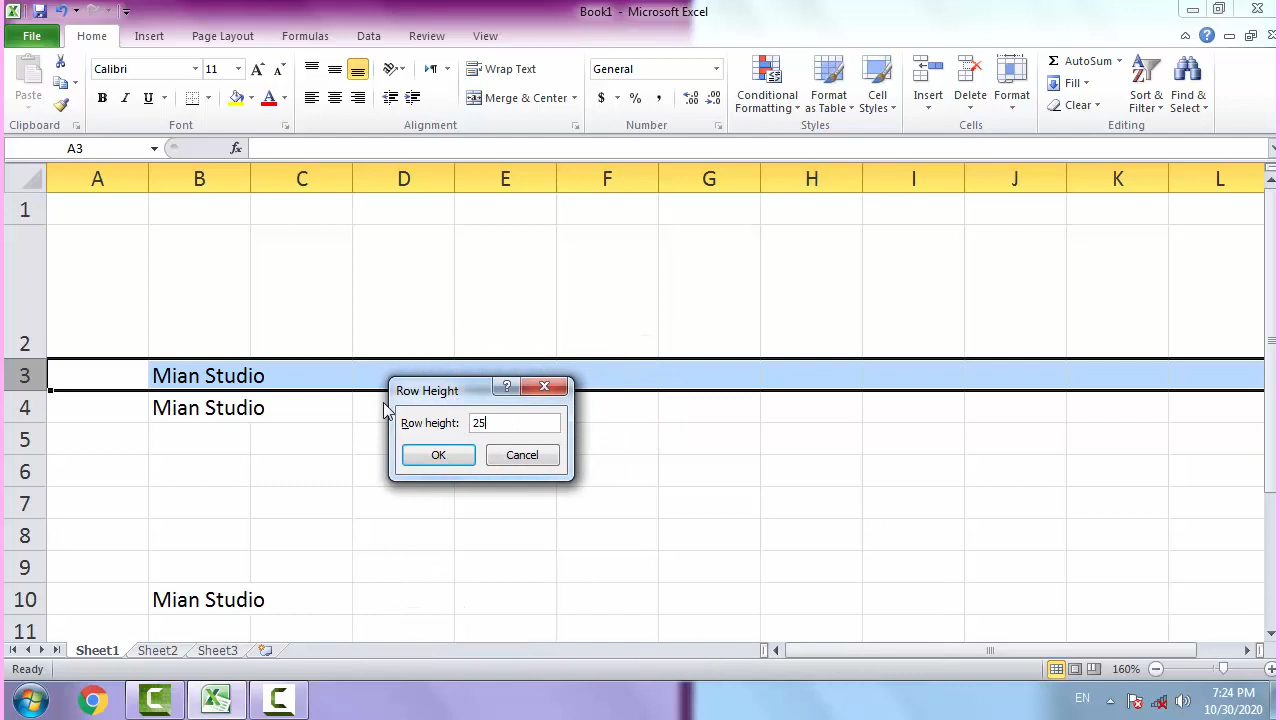 Book1 - Microsoft Excel
File Home Insert Page Layout Formulas Data Review View
Paste
Clipboard
Calibri 11
B I U A
Font
Wrap Text
Merge & Center
Alignment
General
$ % ,
Number
Conditional Formatting
Format as Table
Cell Styles
Styles
Insert Delete Format
Cells
Σ AutoSum
Fill
Clear
Sort & Filter
Find & Select
Editing
A3 fx
A B C D E F G H I J K L
1
2
3 Mian Studio
4 Mian Studio
5
6
7
8
9
10 Mian Studio
11
Row Height
Row height: 25
OK Cancel
Sheet1 Sheet2 Sheet3
Ready 160%
EN 7:24 PM
10/30/2020